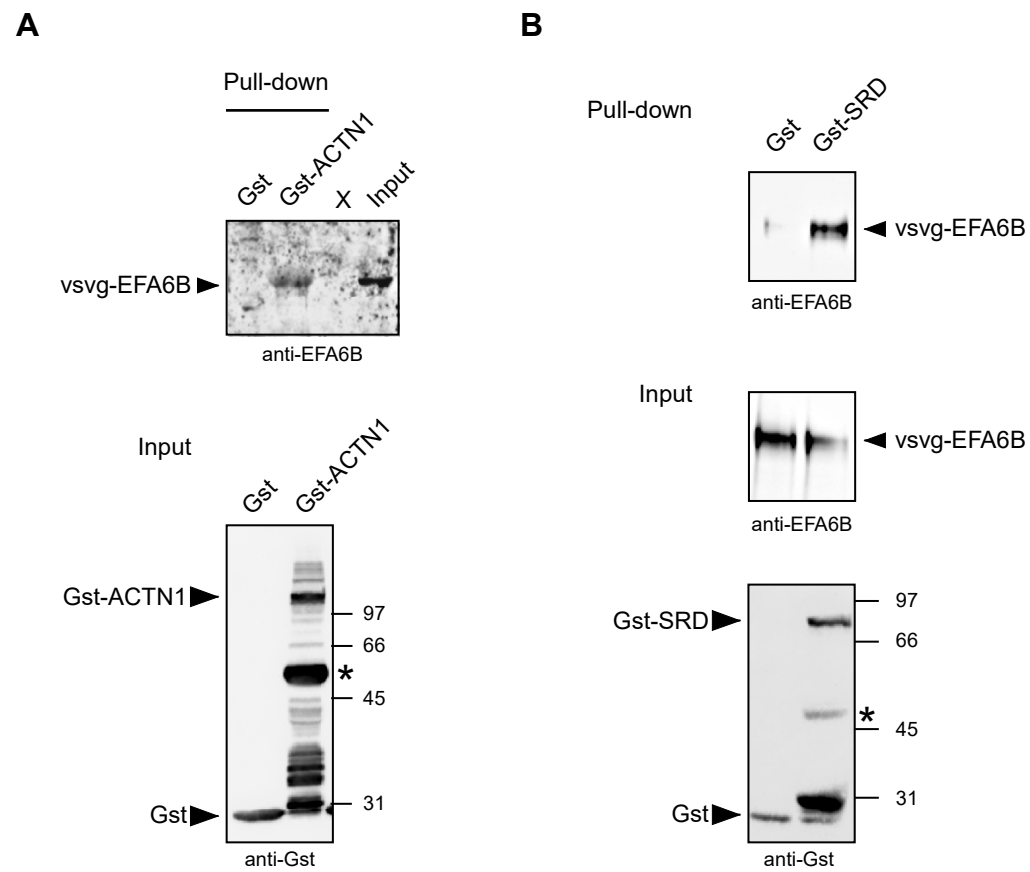 A
Pull-down
Gst
Gst-ACTN1
X
Input
vsvg-EFA6B
anti-EFA6B
Input
Gst
Gst-ACTN1
Gst-ACTN1
97
66
*
45
31
Gst
anti-Gst
B
Pull-down
Gst
Gst-SRD
vsvg-EFA6B
anti-EFA6B
Input
vsvg-EFA6B
anti-EFA6B
97
Gst-SRD
66
*
45
31
Gst
anti-Gst